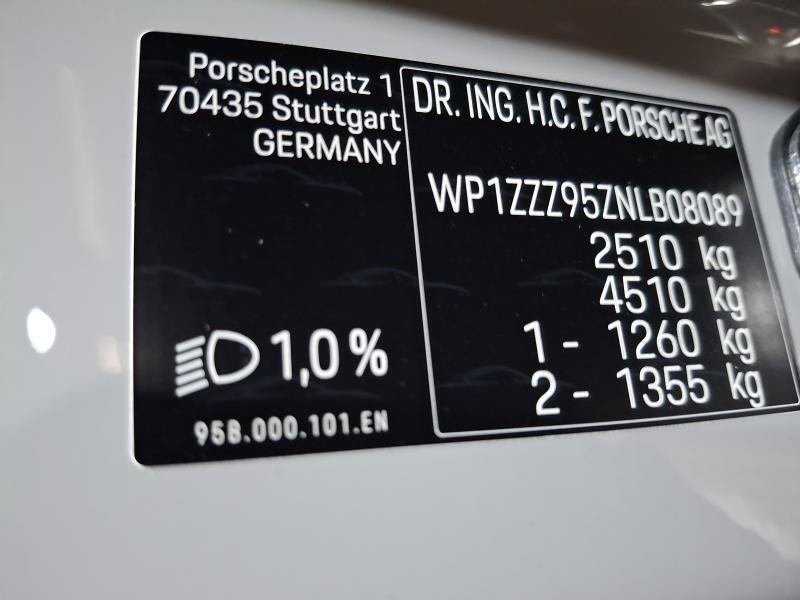 Porscheplatz 1
70435 Stuttgart
GERMANY
1,0 %
958.000.101.EN
DR. ING. H.C. F. PORSCHE AG
WP1ZZZ95ZNLB08089
2510 kg
4510 kg
1 - 1260 kg
2 - 1355 kg